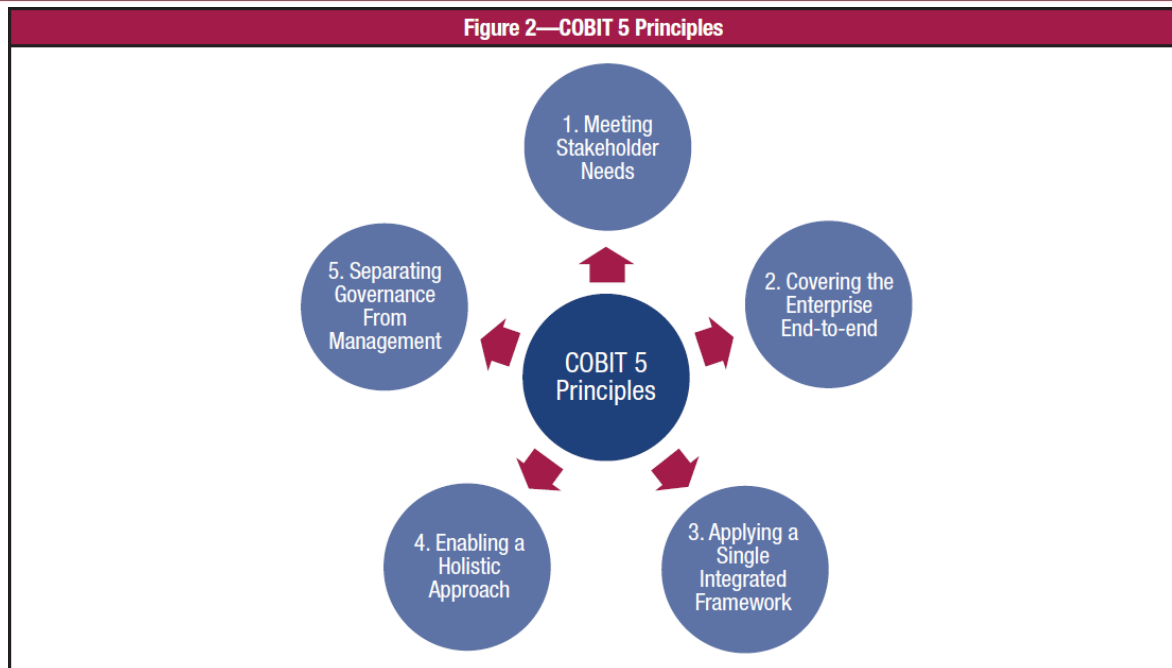 Figure 2—COBIT 5 Principles
1. Meeting
Stakeholder
Needs
2. Covering the
Enterprise
End-to-end
3. Applying a
Single
Integrated
Framework
4. Enabling a
Holistic
Approach
5. Separating
Governance
From
Management
COBIT 5
Principles